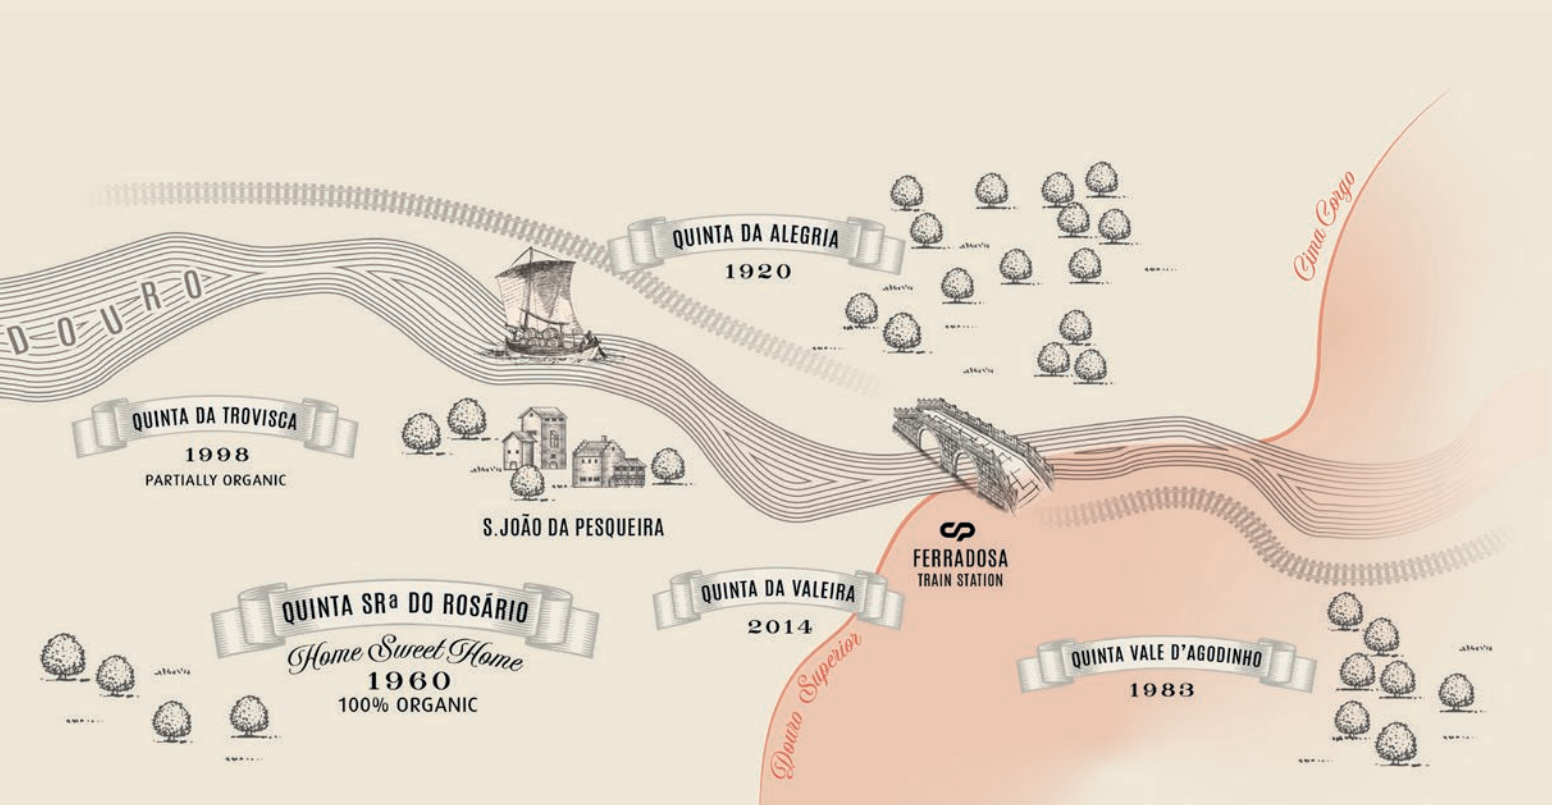 Cima Corgo
QUINTA DA ALEGRIA
1920
DOURO
QUINTA DA TROVISCA
1998
PARTIALLY ORGANIC
S.JOÃO DA PESQUEIRA
FERRADOSA
TRAIN STATION
QUINTA SRª DO ROSÁRIO
Home Sweet Home
1960
100% ORGANIC
QUINTA DA VALEIRA
2014
Douro Superior
QUINTA VALE D'AGODINHO
1983